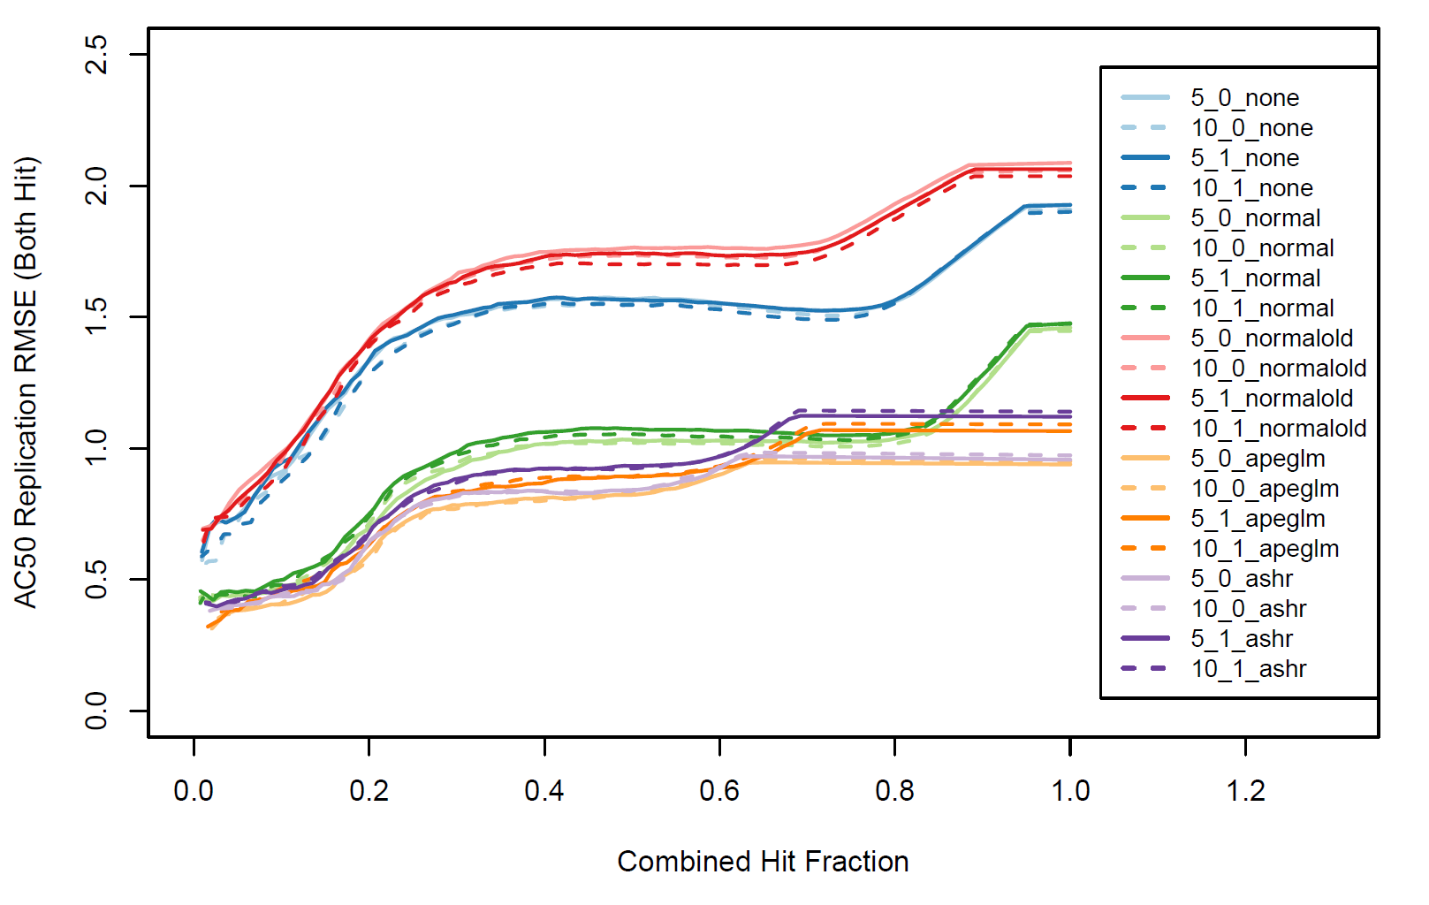 AC50 Replication RMSE (Both Hit)
2.5
2.0
1.5
1.0
0.5
0.0
0.0 0.2 0.4 0.6 0.8 1.0 1.2
Combined Hit Fraction
5_0_none
10_0_none
5_1_none
10_1_none
5_0_normal
10_0_normal
5_1_normal
10_1_normal
5_0_normalold
10_0_normalold
5_1_normalold
10_1_normalold
5_0_apeglm
10_0_apeglm
5_1_apeglm
10_1_apeglm
5_0_ashr
10_0_ashr
5_1_ashr
10_1_ashr